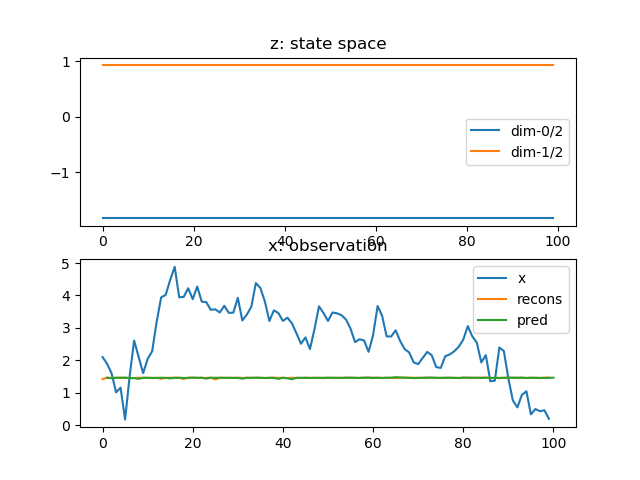 z: state space
1
0
−1
dim-0/2
dim-1/2
0 20 40 60 80 100
x: observation
5
4
3
2
1
0
x
recons
pred
0 20 40 60 80 100